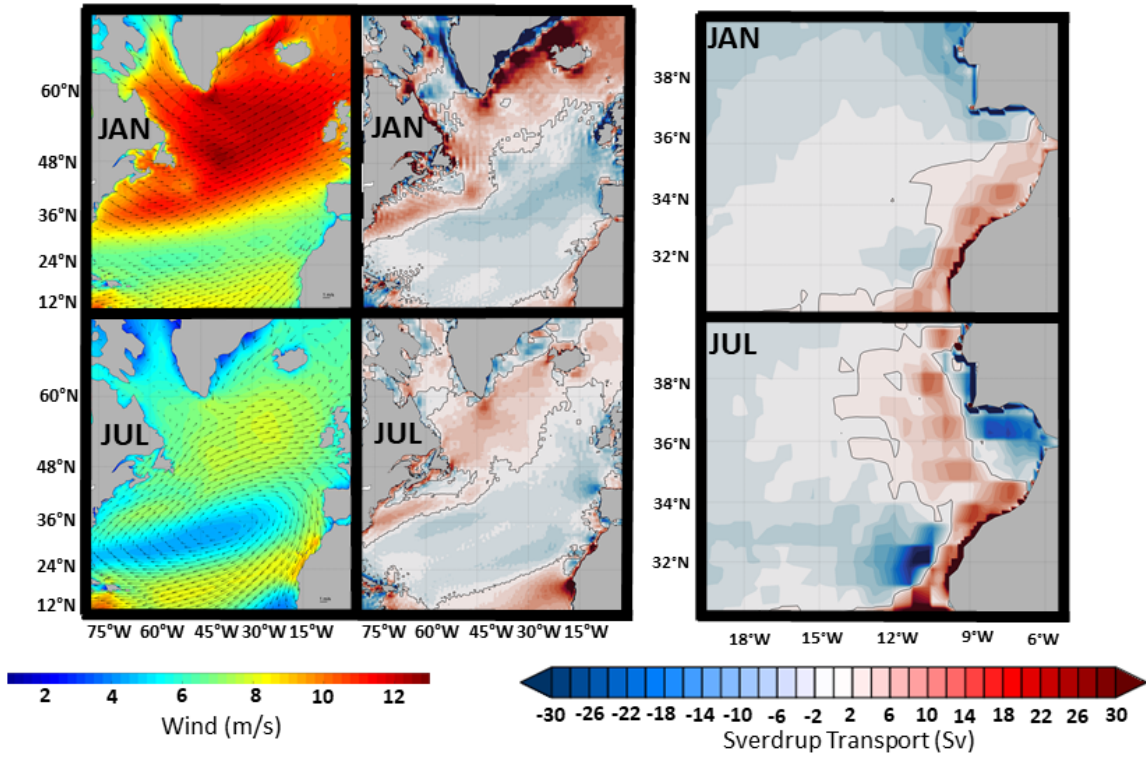 JAN
60°N
48°N
36°N
24°N
12°N
JAN
JAN
38°N
36°N
34°N
32°N
JUL
60°N
48°N
36°N
24°N
12°N
JUL
JUL
38°N
36°N
34°N
32°N
75°W 60°W 45°W 30°W 15°W
75°W 60°W 45°W 30°W 15°W
18°W 15°W 12°W 9°W 6°W
2 4 6 8 10 12
Wind (m/s)
-30 -26 -22 -18 -14 -10 -6 -2 2 6 10 14 18 22 26 30
Sverdrup Transport (Sv)